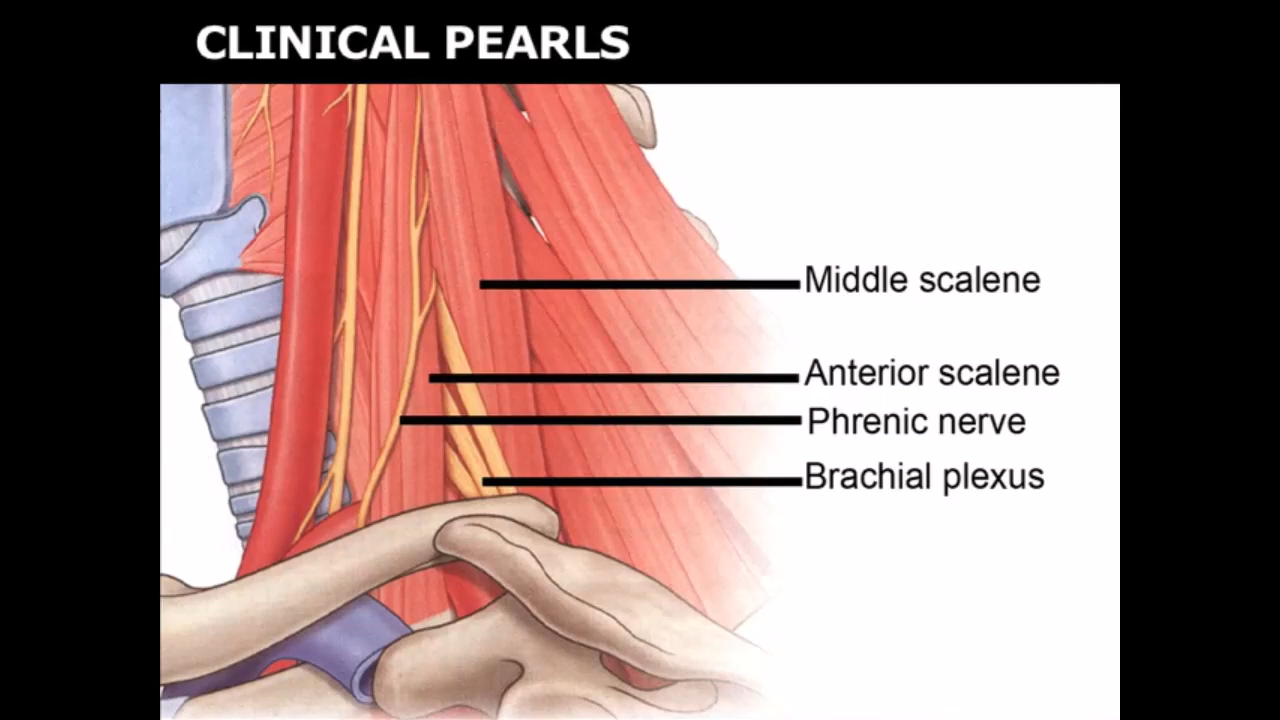 CLINICAL PEARLS
Middle scalene
Anterior scalene
Phrenic nerve
Brachial plexus